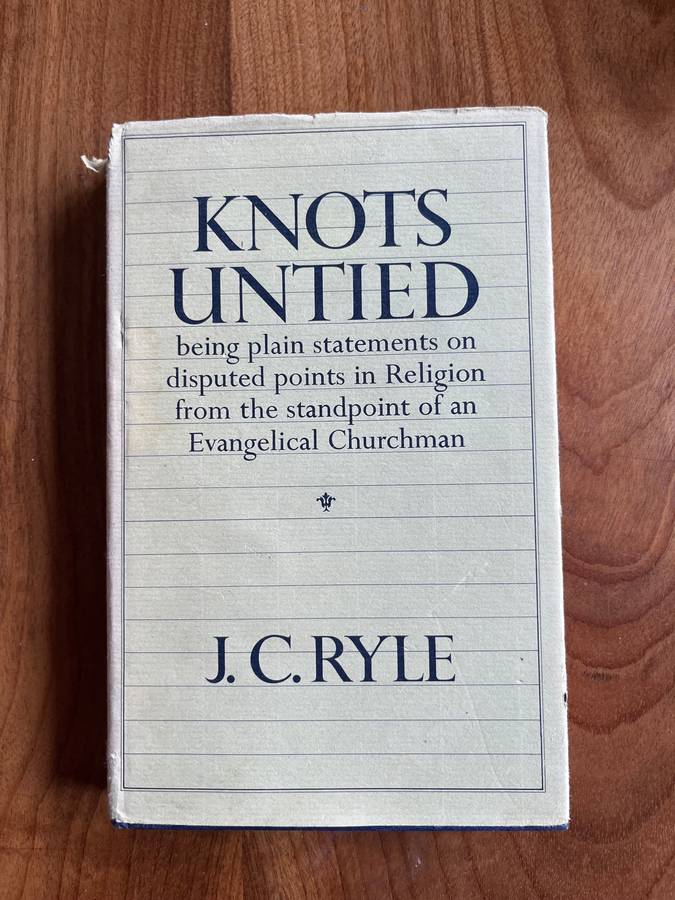 KNOTS
UNTIED
being plain statements on
disputed points in Religion
from the standpoint of an
Evangelical Churchman
J. C. RYLE